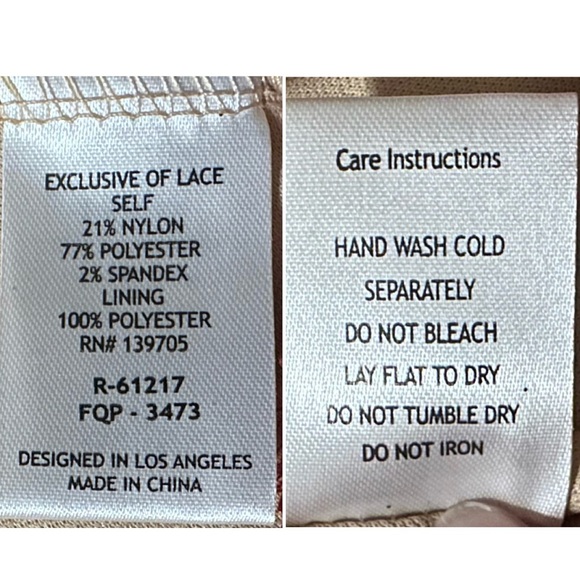 EXCLUSIVE OF LACE
SELF
21% NYLON
77% POLYESTER
2% SPANDEX
LINING
100% POLYESTER
RN# 139705
R-61217
FQP - 3473
DESIGNED IN LOS ANGELES
MADE IN CHINA
Care Instructions
HAND WASH COLD
SEPARATELY
DO NOT BLEACH
LAY FLAT TO DRY
DO NOT TUMBLE DRY
DO NOT IRON